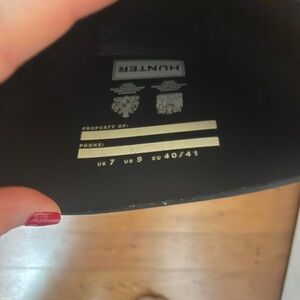 HUNTER
PROPERTY OF:
PHONE:
UK 7 US 9 EU 40/41